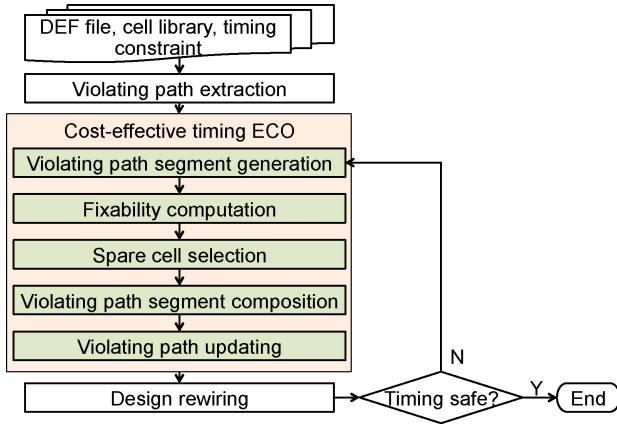 DEF file, cell library, timing
constraint
Violating path extraction
Cost-effective timing ECO
Violating path segment generation
Fixability computation
Spare cell selection
Violating path segment composition
Violating path updating
Design rewiring
Timing safe?
N
Y
End